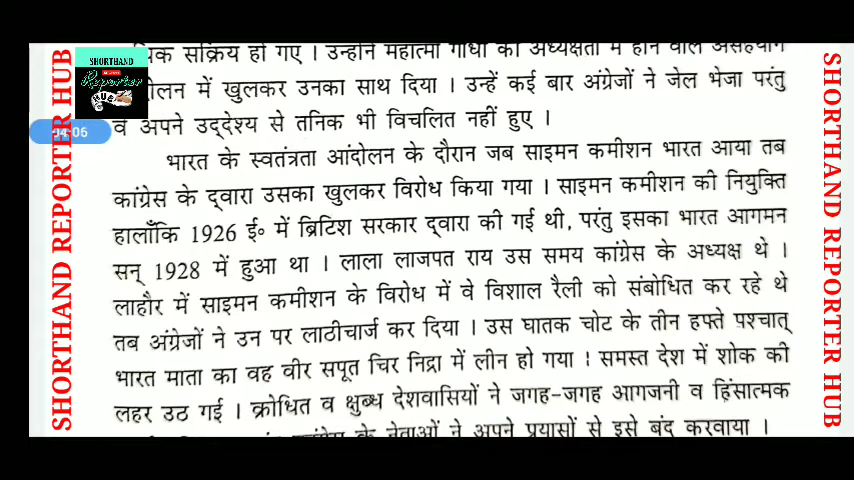 सक्रिय हो गए । उन्होंने महात्मा गांधी की अध्यक्षता में होने वाले असहयोग
में खुलकर उनका साथ दिया । उन्हें कई बार अंग्रेजों ने जेल भेजा परंतु
वे अपने उद्देश्य से तनिक भी विचलित नहीं हुए ।
भारत के स्वतंत्रता आंदोलन के दौरान जब साइमन कमीशन भारत आया तब
कांग्रेस के द्वारा उसका खुलकर विरोध किया गया । साइमन कमीशन की नियुक्ति
हालाँकि 1926 ई॰ में ब्रिटिश सरकार द्वारा की गई थी, परंतु इसका भारत आगमन
सन् 1928 में हुआ था । लाला लाजपत राय उस समय कांग्रेस के अध्यक्ष थे ।
लाहौर में साइमन कमीशन के विरोध में वे विशाल रैली को संबोधित कर रहे थे
तब अंग्रेजों ने उन पर लाठीचार्ज कर दिया । उस घातक चोट के तीन हफ्ते पश्चात्
भारत माता का वह वीर सपूत चिर निद्रा में लीन हो गया । समस्त देश में शोक की
लहर उठ गई । क्रोधित व क्षुब्ध देशवासियों ने जगह-जगह आगजनी व हिंसात्मक
के नेताओं ने अपने प्रयासों से इसे बंद करवाया ।
SHORTHAND
Reporter
HUB
04:06
SHORTHAND REPORTER HUB
SHORTHAND REPORTER HUB